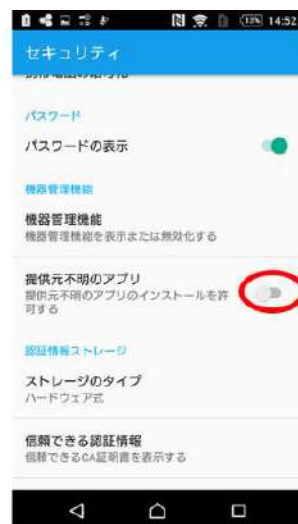 13% 14:52
セキュリティ
パスワード
パスワードの表示
機器管理機能
機器管理機能
機器管理機能を表示または無効化する
提供元不明のアプリ
提供元不明のアプリのインストールを許
可する
認証情報ストレージ
ストレージのタイプ
ハードウェア式
信頼できる認証情報
信頼できるCA証明書を表示する